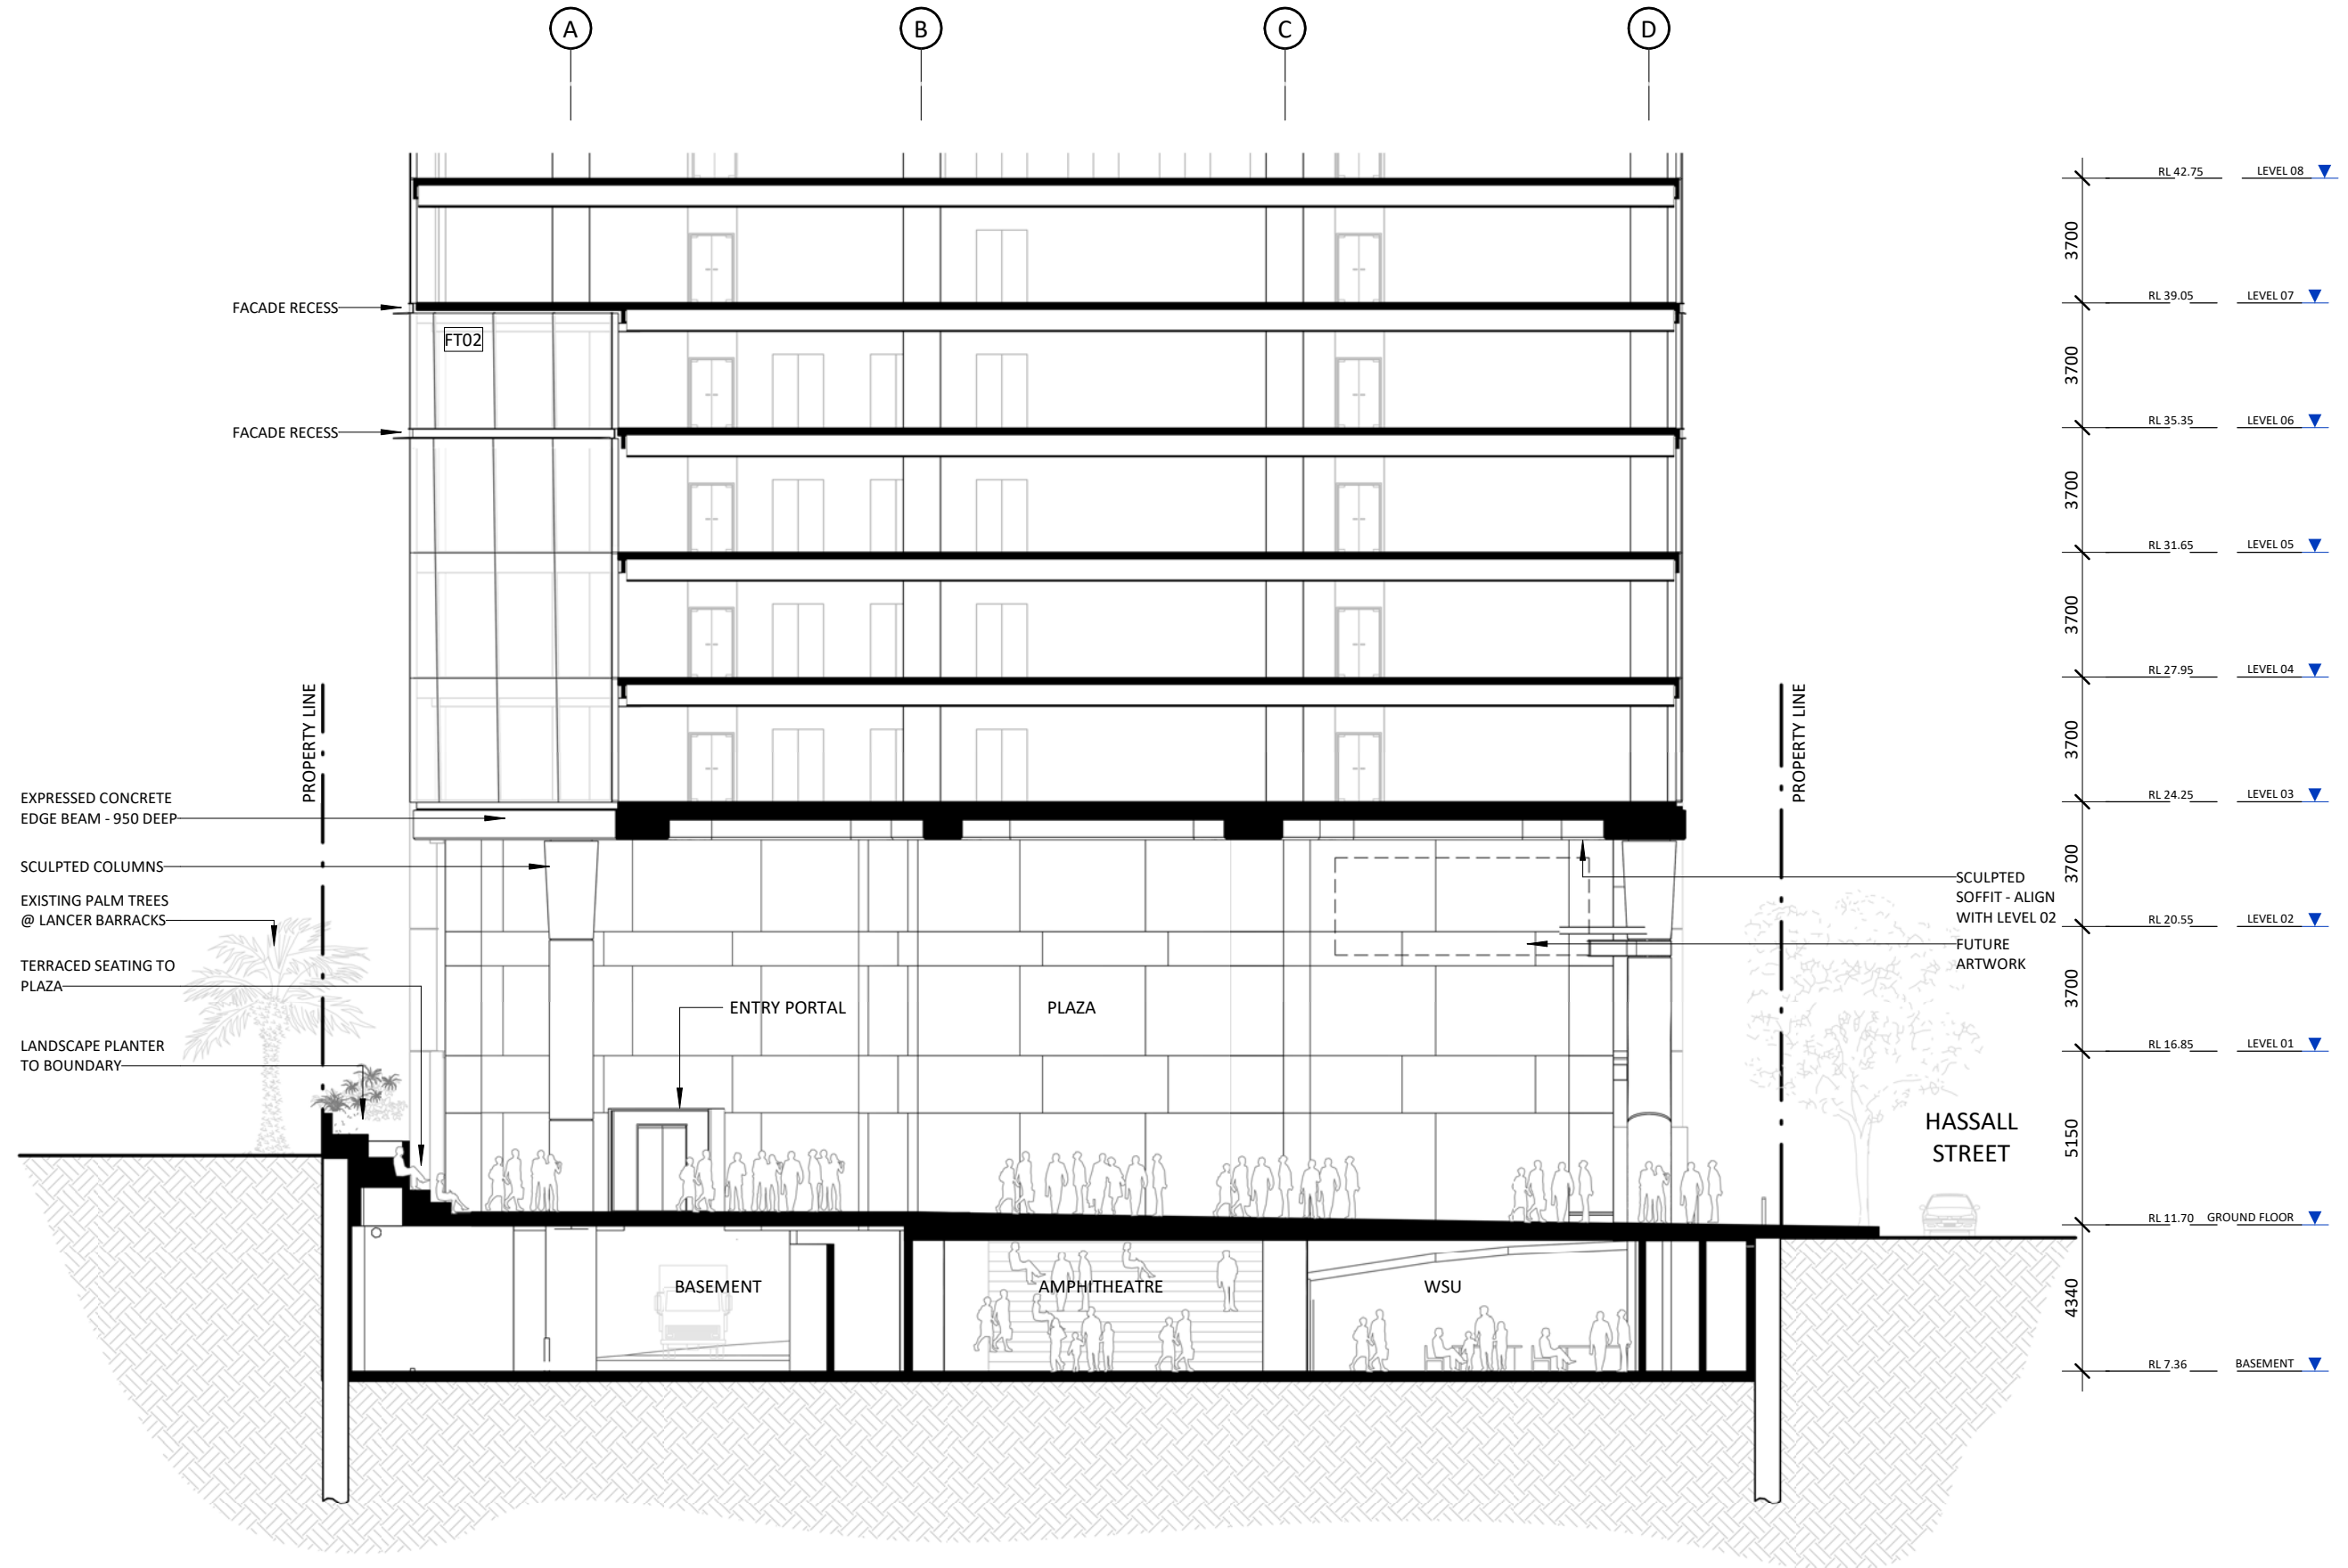 A
B
C
D
RL 42.75
LEVEL 08
3700
FACADE RECESS
RL 39.05
LEVEL 07
FT02
3700
FACADE RECESS
RL 35.35
LEVEL 06
3700
RL 31.65
LEVEL 05
3700
RL 27.95
LEVEL 04
PROPERTY LINE
PROPERTY LINE
3700
EXPRESSED CONCRETE
EDGE BEAM - 950 DEEP
RL 24.25
LEVEL 03
SCULPTED COLUMNS
3700
SCULPTED
SOFFIT - ALIGN
WITH LEVEL 02
EXISTING PALM TREES
@ LANCER BARRACKS
RL 20.55
LEVEL 02
FUTURE
ARTWORK
TERRACED SEATING TO
PLAZA
3700
ENTRY PORTAL
PLAZA
LANDSCAPE PLANTER
TO BOUNDARY
RL 16.85
LEVEL 01
HASSALL
STREET
5150
RL 11.70
GROUND FLOOR
BASEMENT
AMPHITHEATRE
WSU
4340
RL 7.36
BASEMENT